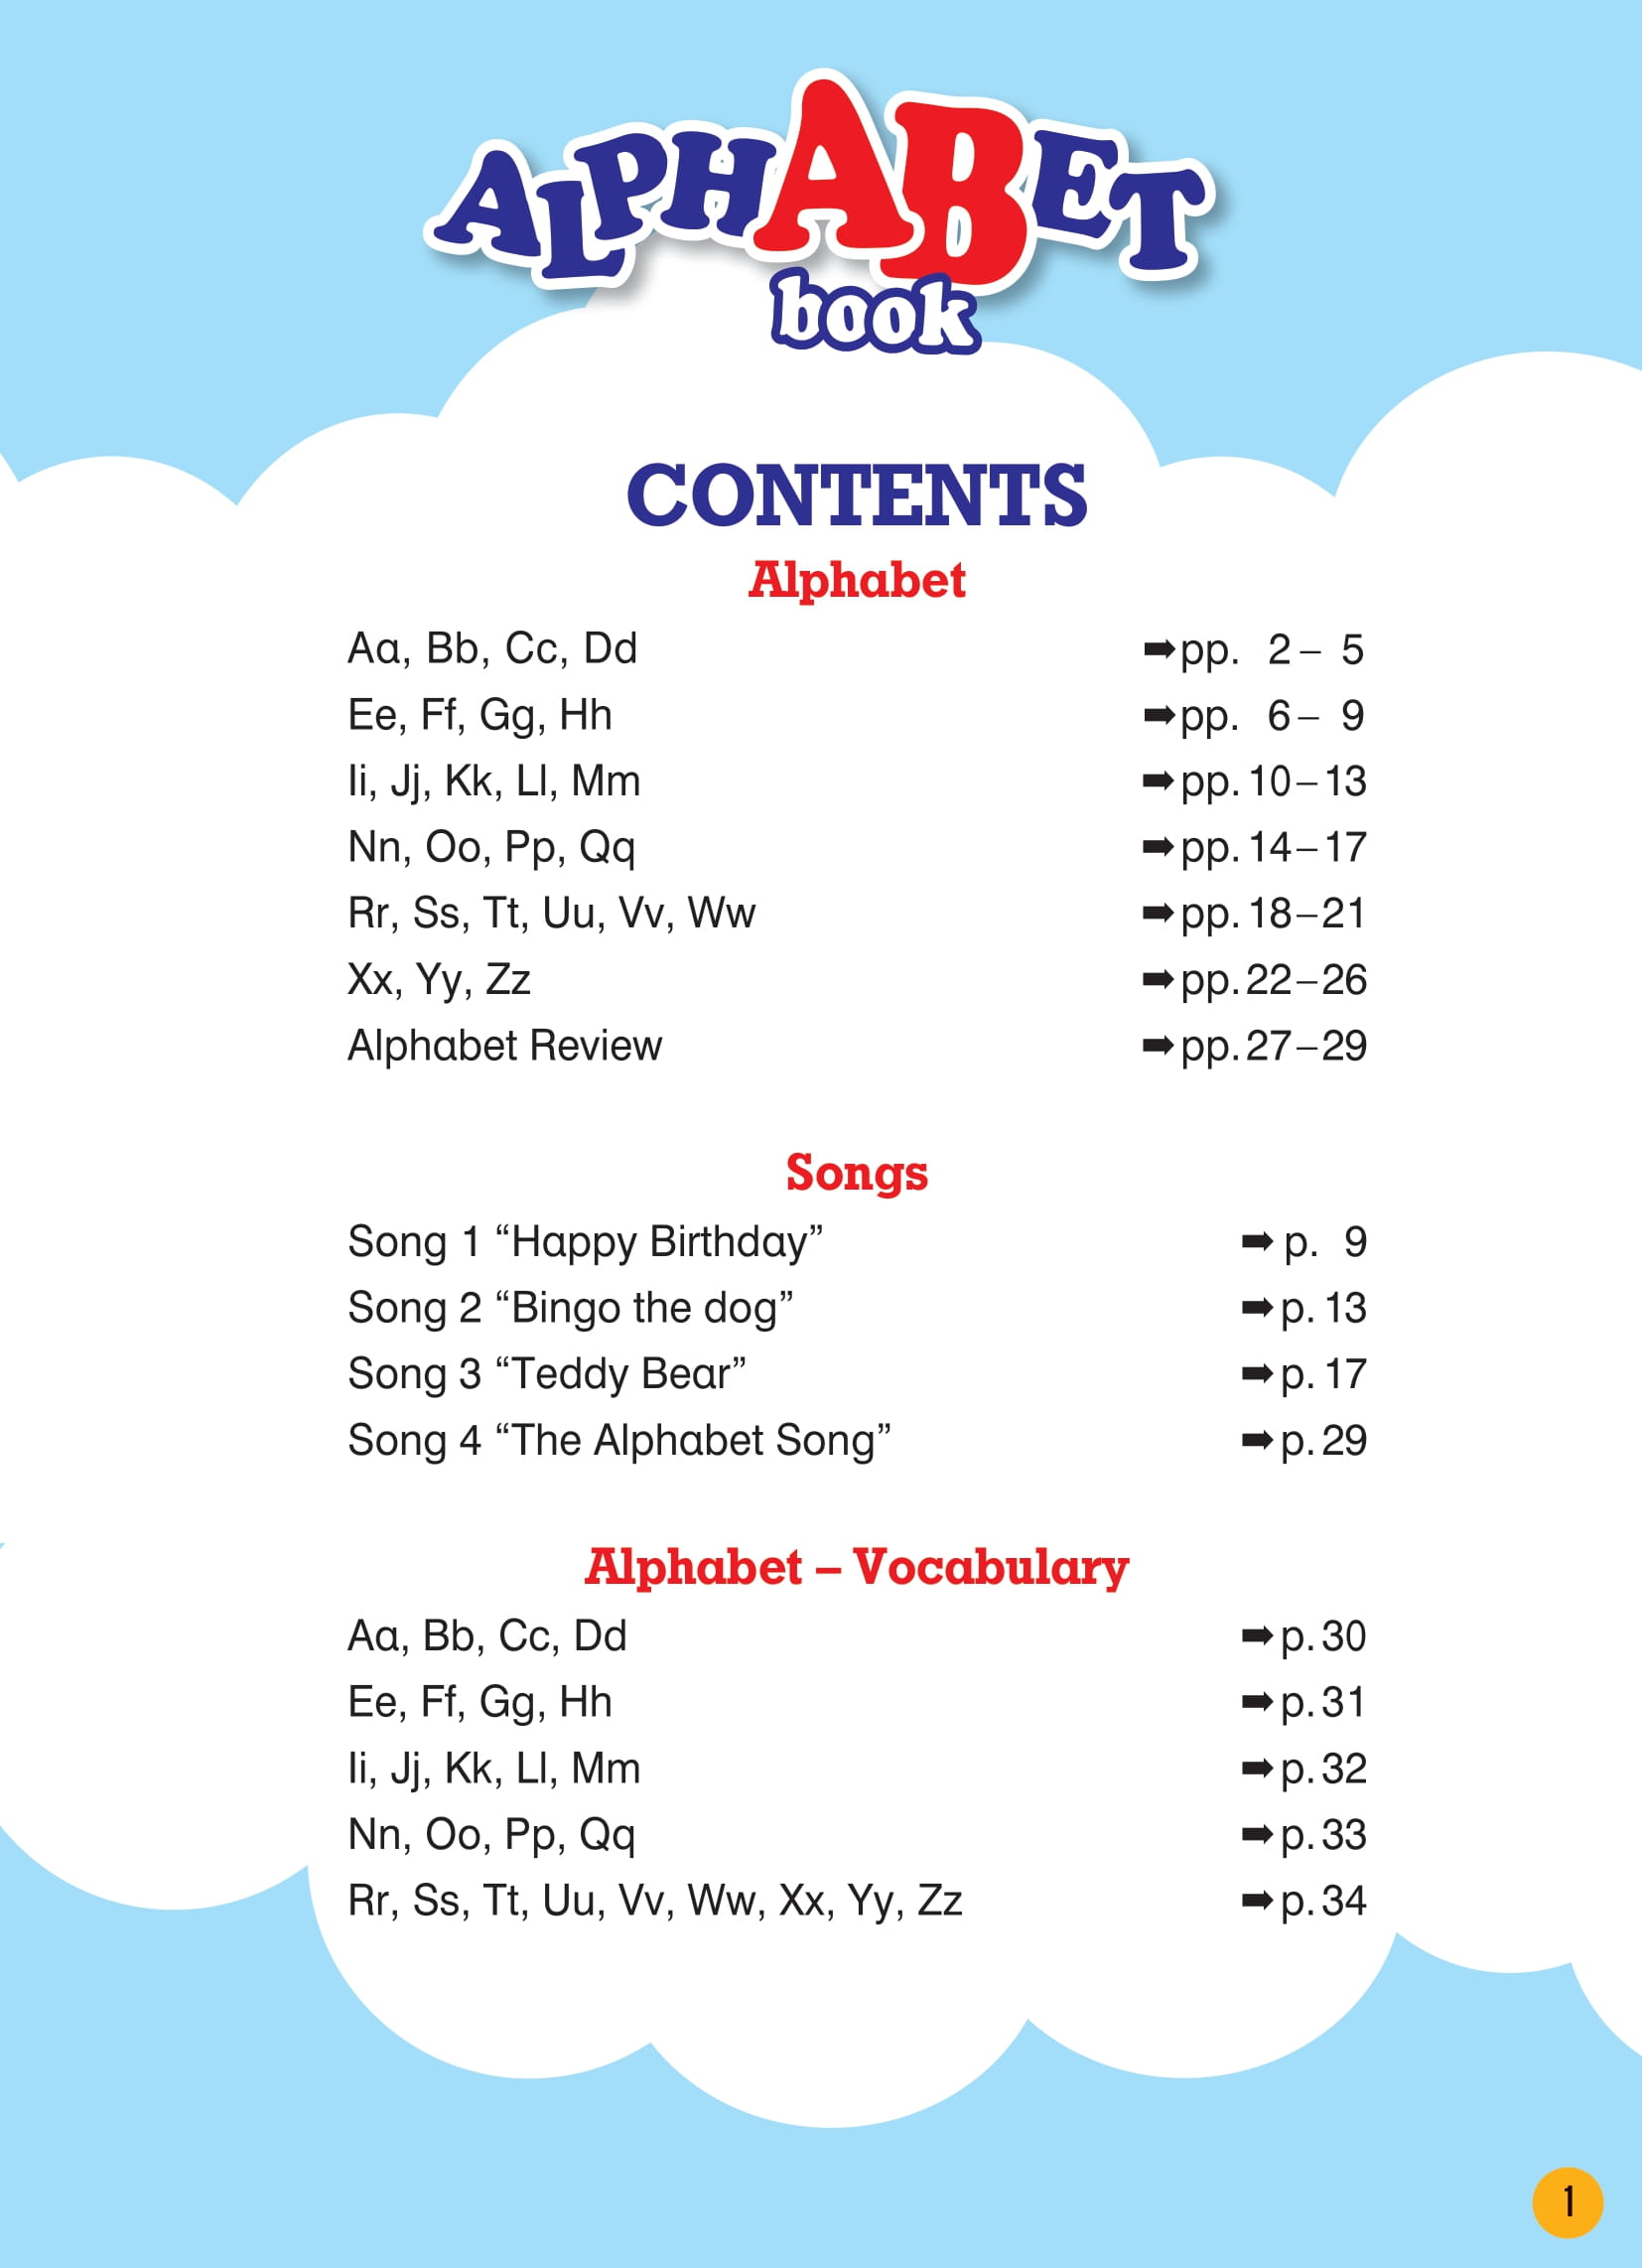 ALPHABET
book
CONTENTS
Alphabet
Aa, Bb, Cc, Dd ➡pp. 2– 5
Ee, Ff, Gg, Hh ➡pp. 6– 9
Ii, Jj, Kk, Ll, Mm ➡pp.10–13
Nn, Oo, Pp, Qq ➡pp.14–17
Rr, Ss, Tt, Uu, Vv, Ww ➡pp.18–21
Xx, Yy, Zz ➡pp.22–26
Alphabet Review ➡pp.27–29
Songs
Song 1 “Happy Birthday” ➡ p. 9
Song 2 “Bingo the dog” ➡p. 13
Song 3 “Teddy Bear” ➡p. 17
Song 4 “The Alphabet Song” ➡p.29
Alphabet – Vocabulary
Aa, Bb, Cc, Dd ➡p.30
Ee, Ff, Gg, Hh ➡p.31
Ii, Jj, Kk, Ll, Mm ➡p.32
Nn, Oo, Pp, Qq ➡p.33
Rr, Ss, Tt, Uu, Vv, Ww, Xx, Yy, Zz ➡p.34
1